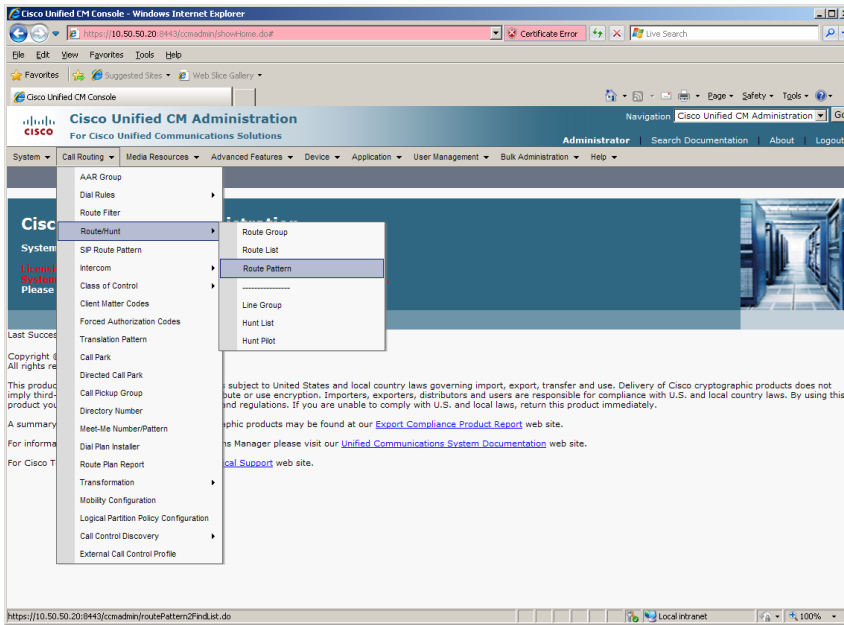 Cisco Unified CM Console - Windows Internet Explorer
https://10.50.50.20:8443/ccmadmin/showHome.do#
Certificate Error
Live Search
File Edit View Favorites Tools Help
Favorites Suggested Sites Web Slice Gallery
Cisco Unified CM Console
Page Safety Tools
CISCO
Cisco Unified CM Administration
For Cisco Unified Communications Solutions
Navigation Cisco Unified CM Administration
Administrator | Search Documentation | About | Logout
System Call Routing Media Resources Advanced Features Device Application User Management Bulk Administration Help
AAR Group
Dial Rules
Route Filter
Route/Hunt
SIP Route Pattern
Intercom
Class of Control
Client Matter Codes
Forced Authorization Codes
Translation Pattern
Call Park
Directed Call Park
Call Pickup Group
Directory Number
Meet-Me Number/Pattern
Dial Plan Installer
Route Plan Report
Transformation
Mobility Configuration
Logical Partition Policy Configuration
Call Control Discovery
External Call Control Profile
Route Group
Route List
Route Pattern
----------------
Line Group
Hunt List
Hunt Pilot
Cisc
System
Licensi
System
Please
Last Succes
Copyright
All rights re
This produc subject to United States and local country laws governing import, export, transfer and use. Delivery of Cisco cryptographic products does not
imply third- bute or use encryption. Importers, exporters, distributors and users are responsible for compliance with U.S. and local country laws. By using this
product you and regulations. If you are unable to comply with U.S. and local laws, return this product immediately.
A summary aphic products may be found at our Export Compliance Product Report web site.
For informa ns Manager please visit our Unified Communications System Documentation web site.
For Cisco T cal Support web site.
https://10.50.50.20:8443/ccmadmin/routePattern2FindList.do
Local intranet
100%